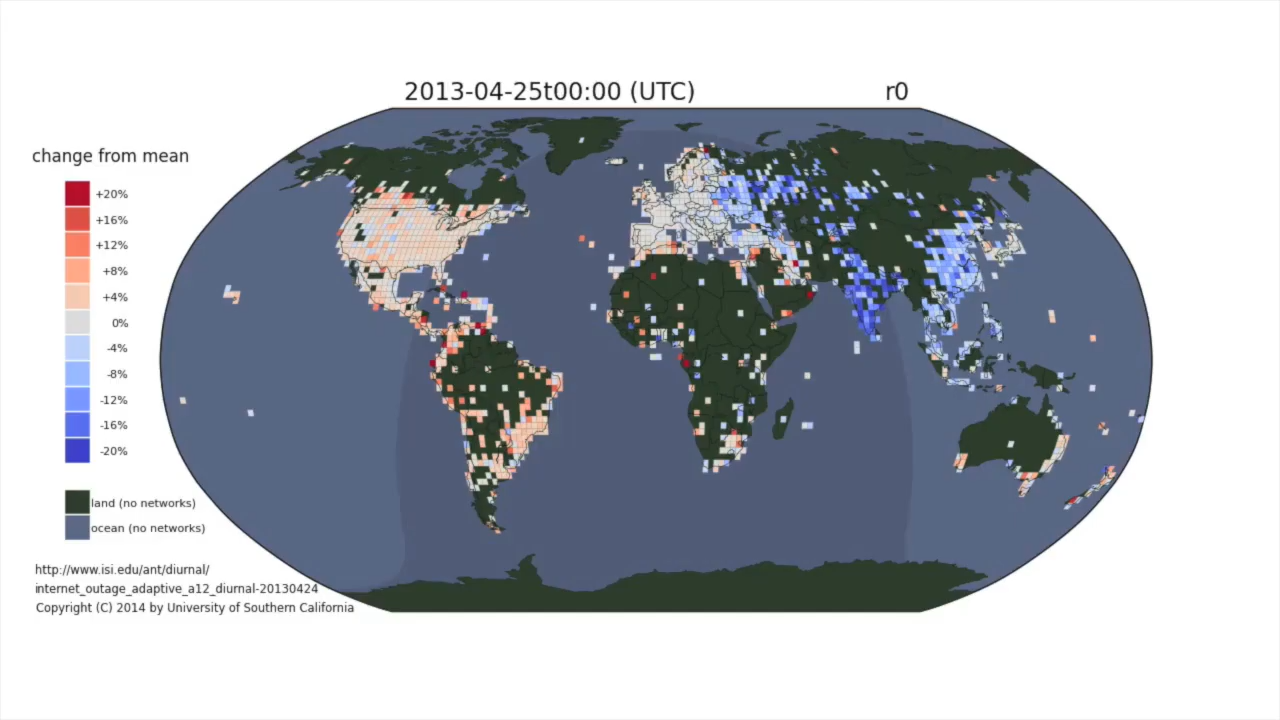 2013-04-25t00:00 (UTC) r0
change from mean
+20%
+16%
+12%
+8%
+4%
0%
-4%
-8%
-12%
-16%
-20%
land (no networks)
ocean (no networks)
http://www.isi.edu/ant/diurnal/
internet_outage_adaptive_a12_diurnal-20130424
Copyright (C) 2014 by University of Southern California